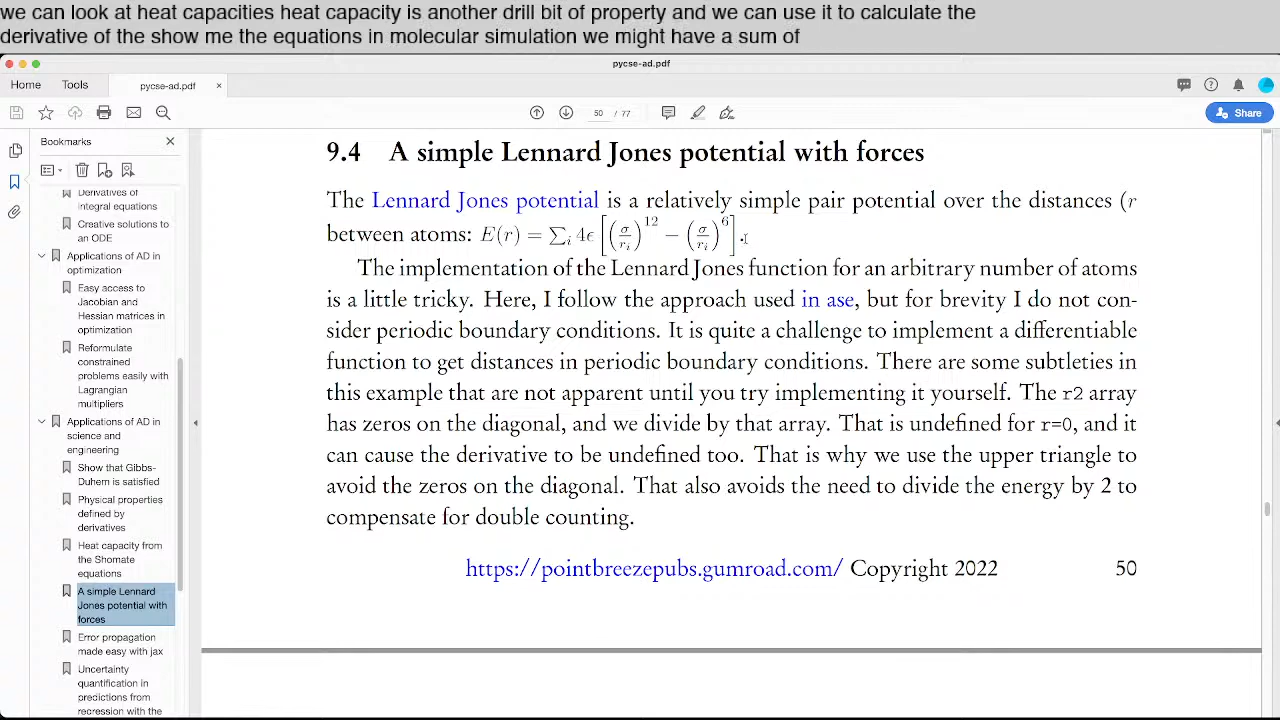 we can look at heat capacities heat capacity is another drill bit of property and we can use it to calculate the
derivative of the show me the equations in molecular simulation we might have a sum of
pycse-ad.pdf
Home Tools pycse-ad.pdf ×
50 / 77
Share
Bookmarks
Derivatives of
integral equations
Creative solutions to
an ODE
Applications of AD in
optimization
Easy access to
Jacobian and
Hessian matrices in
optimization
Reformulate
constrained
problems easily with
Lagrangian
multipliers
Applications of AD in
science and
engineering
Show that Gibbs-
Duhem is satisfied
Physical properties
defined by
derivatives
Heat capacity from
the Shomate
equations
A simple Lennard
Jones potential with
forces
Error propagation
made easy with jax
Uncertainty
quantification in
predictions from
regression with the
9.4 A simple Lennard Jones potential with forces
The Lennard Jones potential is a relatively simple pair potential over the distances (r
between atoms: E(r) = ∑_i 4ϵ [(σ/r_i)^12 − (σ/r_i)^6].
The implementation of the Lennard Jones function for an arbitrary number of atoms
is a little tricky. Here, I follow the approach used in ase, but for brevity I do not con-
sider periodic boundary conditions. It is quite a challenge to implement a differentiable
function to get distances in periodic boundary conditions. There are some subtleties in
this example that are not apparent until you try implementing it yourself. The r2 array
has zeros on the diagonal, and we divide by that array. That is undefined for r=0, and it
can cause the derivative to be undefined too. That is why we use the upper triangle to
avoid the zeros on the diagonal. That also avoids the need to divide the energy by 2 to
compensate for double counting.
https://pointbreezepubs.gumroad.com/ Copyright 2022 50